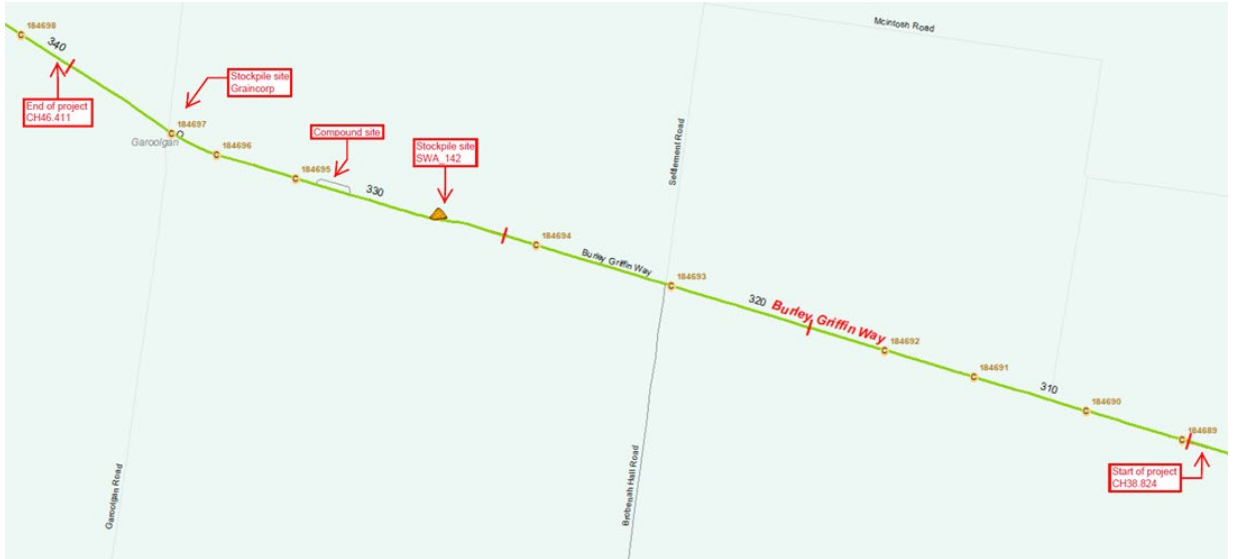 184698
340
Mcintosh Road
End of project
CH46.411
Stockpile site
Graincorp
184697
Garoolgan
184696
Compound site
184695
330
Stockpile site
SWA_142
184694
Burley Griffin Way
Settlement Road
184693
320
Burley Griffin Way
184692
184691
310
184690
184689
Start of project
CH38.824
Garoolgan Road
Brobenah Hall Road